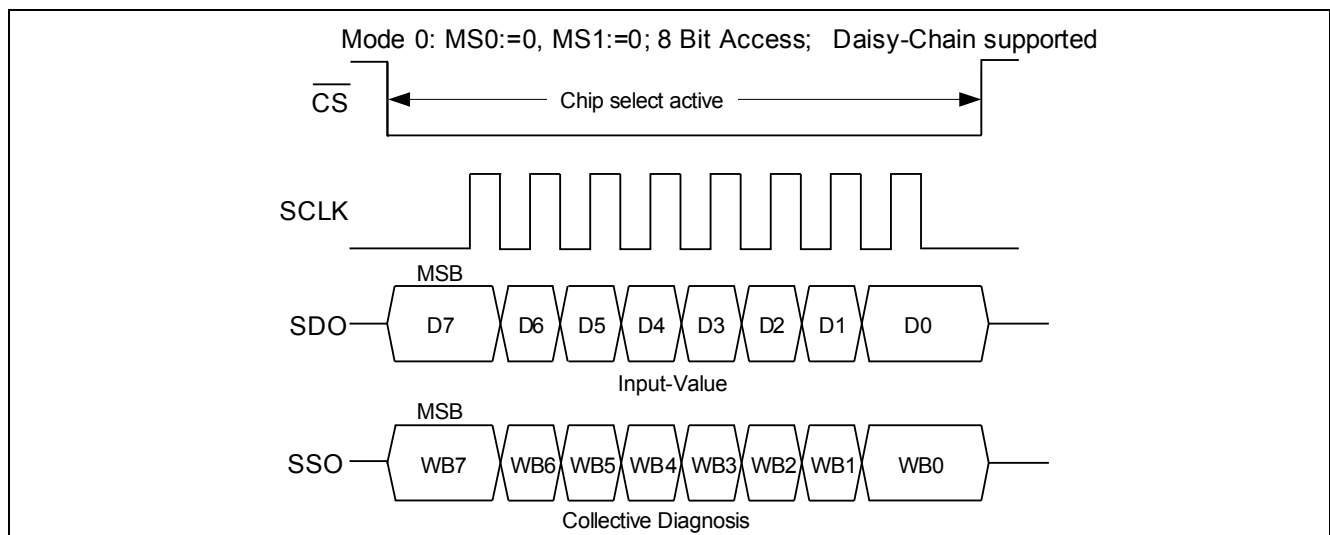 Mode 0: MS0:=0, MS1:=0; 8 Bit Access; Daisy-Chain supported
CS
Chip select active
SCLK
MSB
SDO D7 D6 D5 D4 D3 D2 D1 D0
Input-Value
MSB
SSO WB7 WB6 WB5 WB4 WB3 WB2 WB1 WB0
Collective Diagnosis